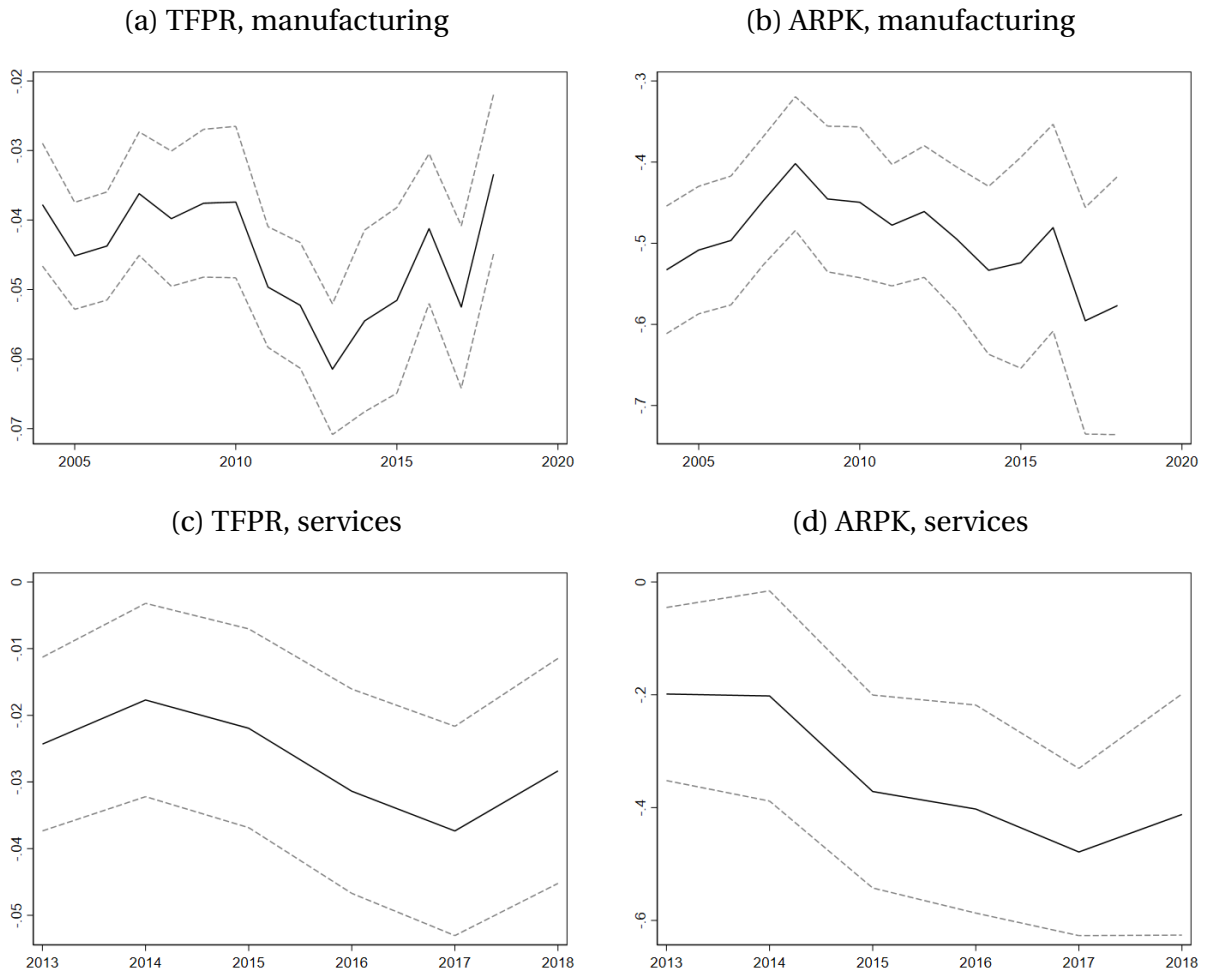 (a) TFPR, manufacturing
-.02
-.03
-.04
-.05
-.06
-.07
2005 2010 2015 2020
(b) ARPK, manufacturing
-.3
-.4
-.5
-.6
-.7
2005 2010 2015 2020
(c) TFPR, services
0
-.01
-.02
-.03
-.04
-.05
2013 2014 2015 2016 2017 2018
(d) ARPK, services
0
-.2
-.4
-.6
2013 2014 2015 2016 2017 2018